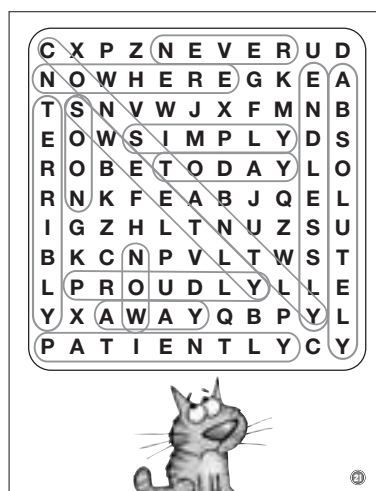 C X P Z N E V E R U D
N O W H E R E G K E A
T S N V W J X F M N B
E O W S I M P L Y D S
R O B E T O D A Y L O
R N K F E A B J Q E L
I G Z H L T N U Z S U
B K C N P V L T W S T
L P R O U D L Y L L E
Y X A W A Y Q B P Y L
P A T I E N T L Y C Y
21